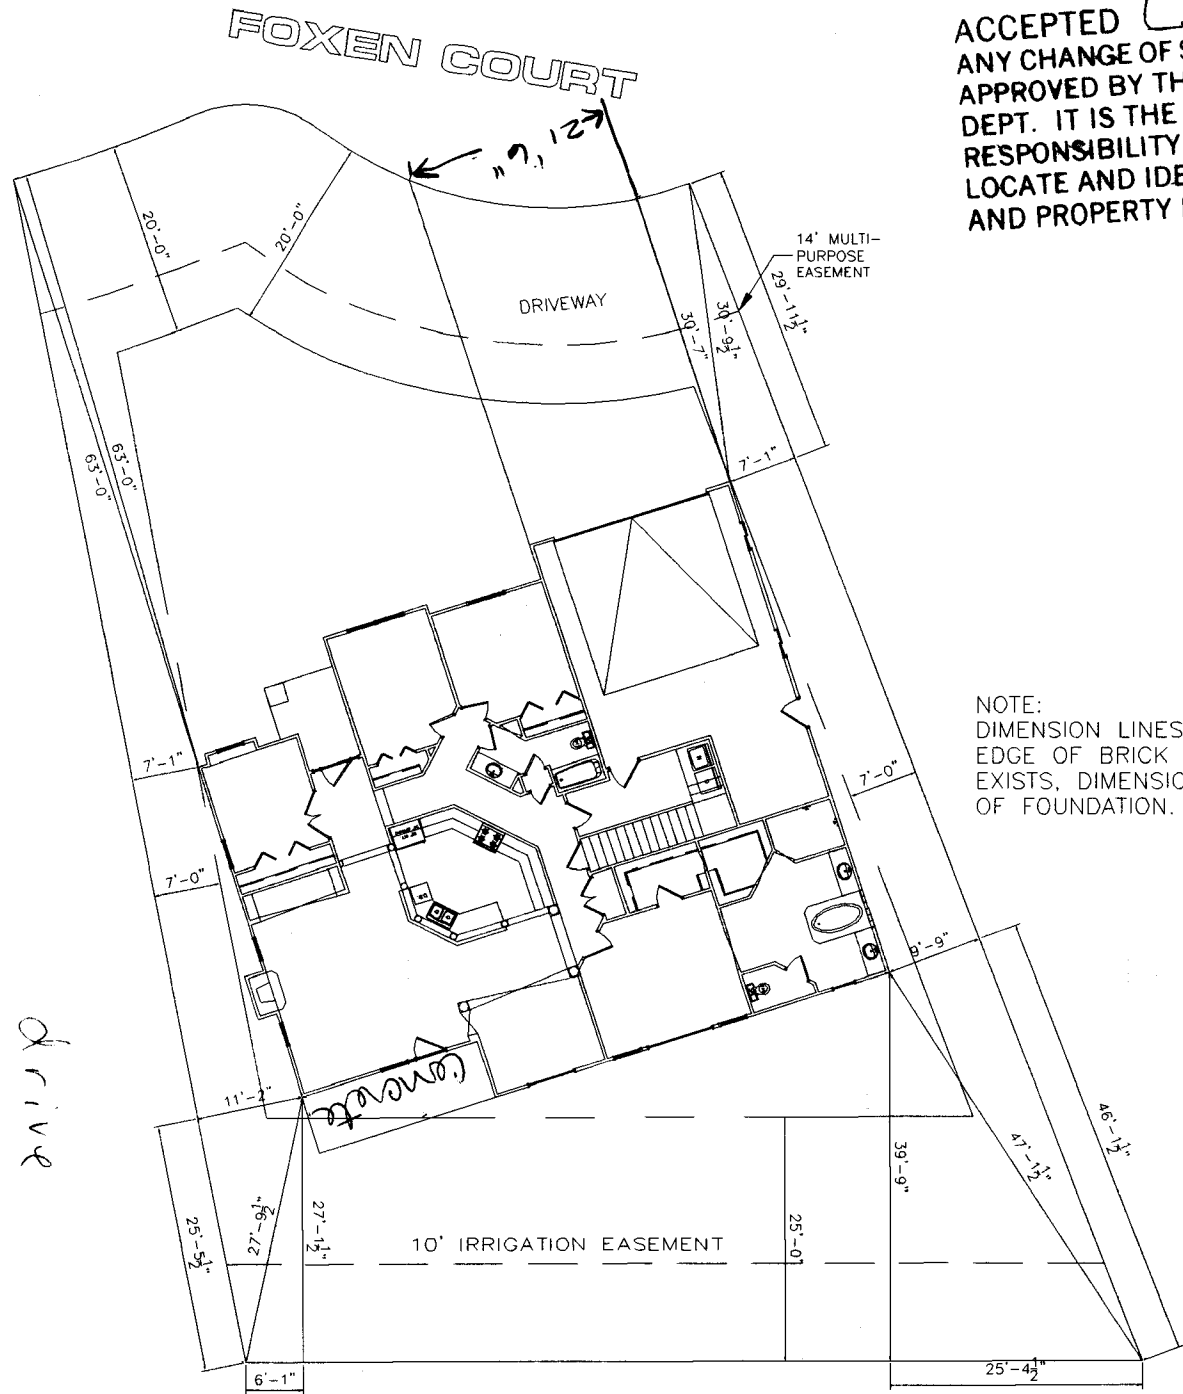 FOXEN COURT
ACCEPTED
ANY CHANGE OF
APPROVED BY
DEPT. IT IS THE
RESPONSIBILITY
LOCATE AND
AND PROPERTY
21' 6"
20'-0"
20'-0"
14' MULTI-
PURPOSE
EASEMENT
DRIVEWAY
29'-11½"
30'-7"
30'-9½"
63'-0"
63'-0"
7'-1"
NOTE:
DIMENSION LINES
EDGE OF BRICK
EXISTS,
OF FOUNDATION.
7'-1"
7'-0"
7'-0"
9'-9"
drive
11'-2"
Concrete
46'-1½"
47'-1½"
39'-9"
25'-5½"
27'-9½"
27'-1½"
10' IRRIGATION EASEMENT
25'-0"
6'-1"
25'-4½"